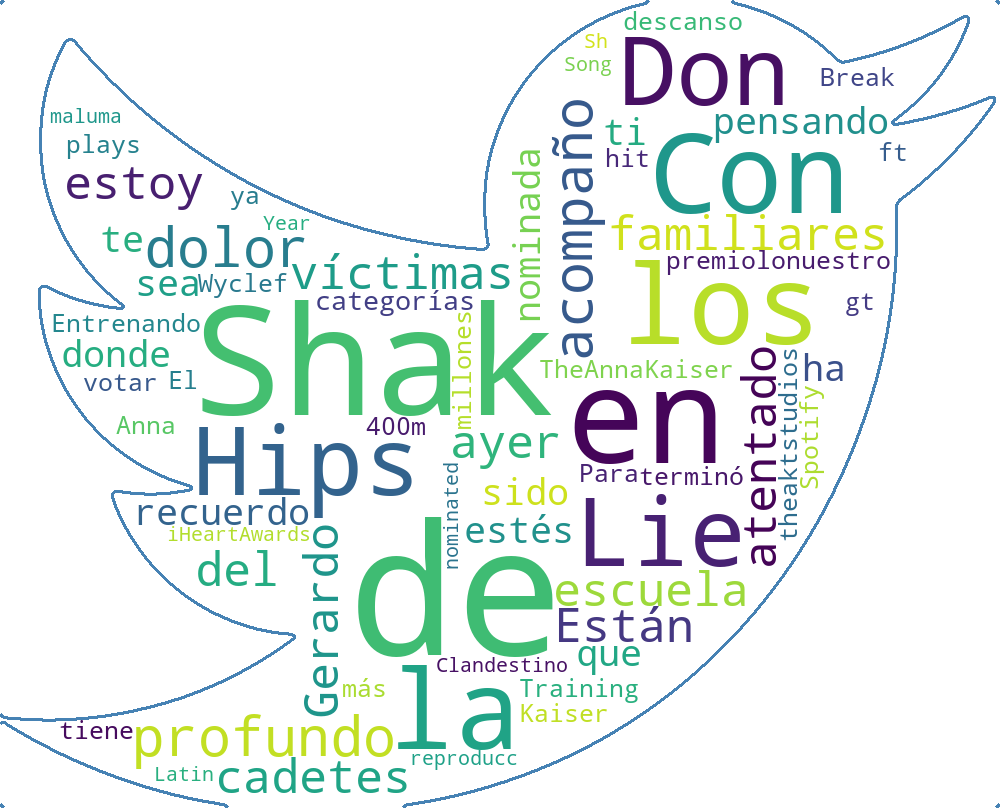 descanso
Sh
Song
Don
Break
maluma
plays
ti
pensando
hit
ft
acompaño
Con
nominada
estoy
ya
Year
te
dolor
familiares
víctimas
premiolonuestro
sea
Wyclef
categorías
los
gt
Entrenando
Shak
millones
donde
TheAnnaKaiser
ha
votar
El
en
atentado
theaktstudios
Spotify
Anna
400m
Hips
ayer
Para
terminó
sido
recuerdo
nominated
estés
Lie
iHeartAwards
del
Gerardo
de
escuela
Están
que
Clandestino
más
Training
la
Kaiser
tiene
profundo
reproducc
Latin
cadetes